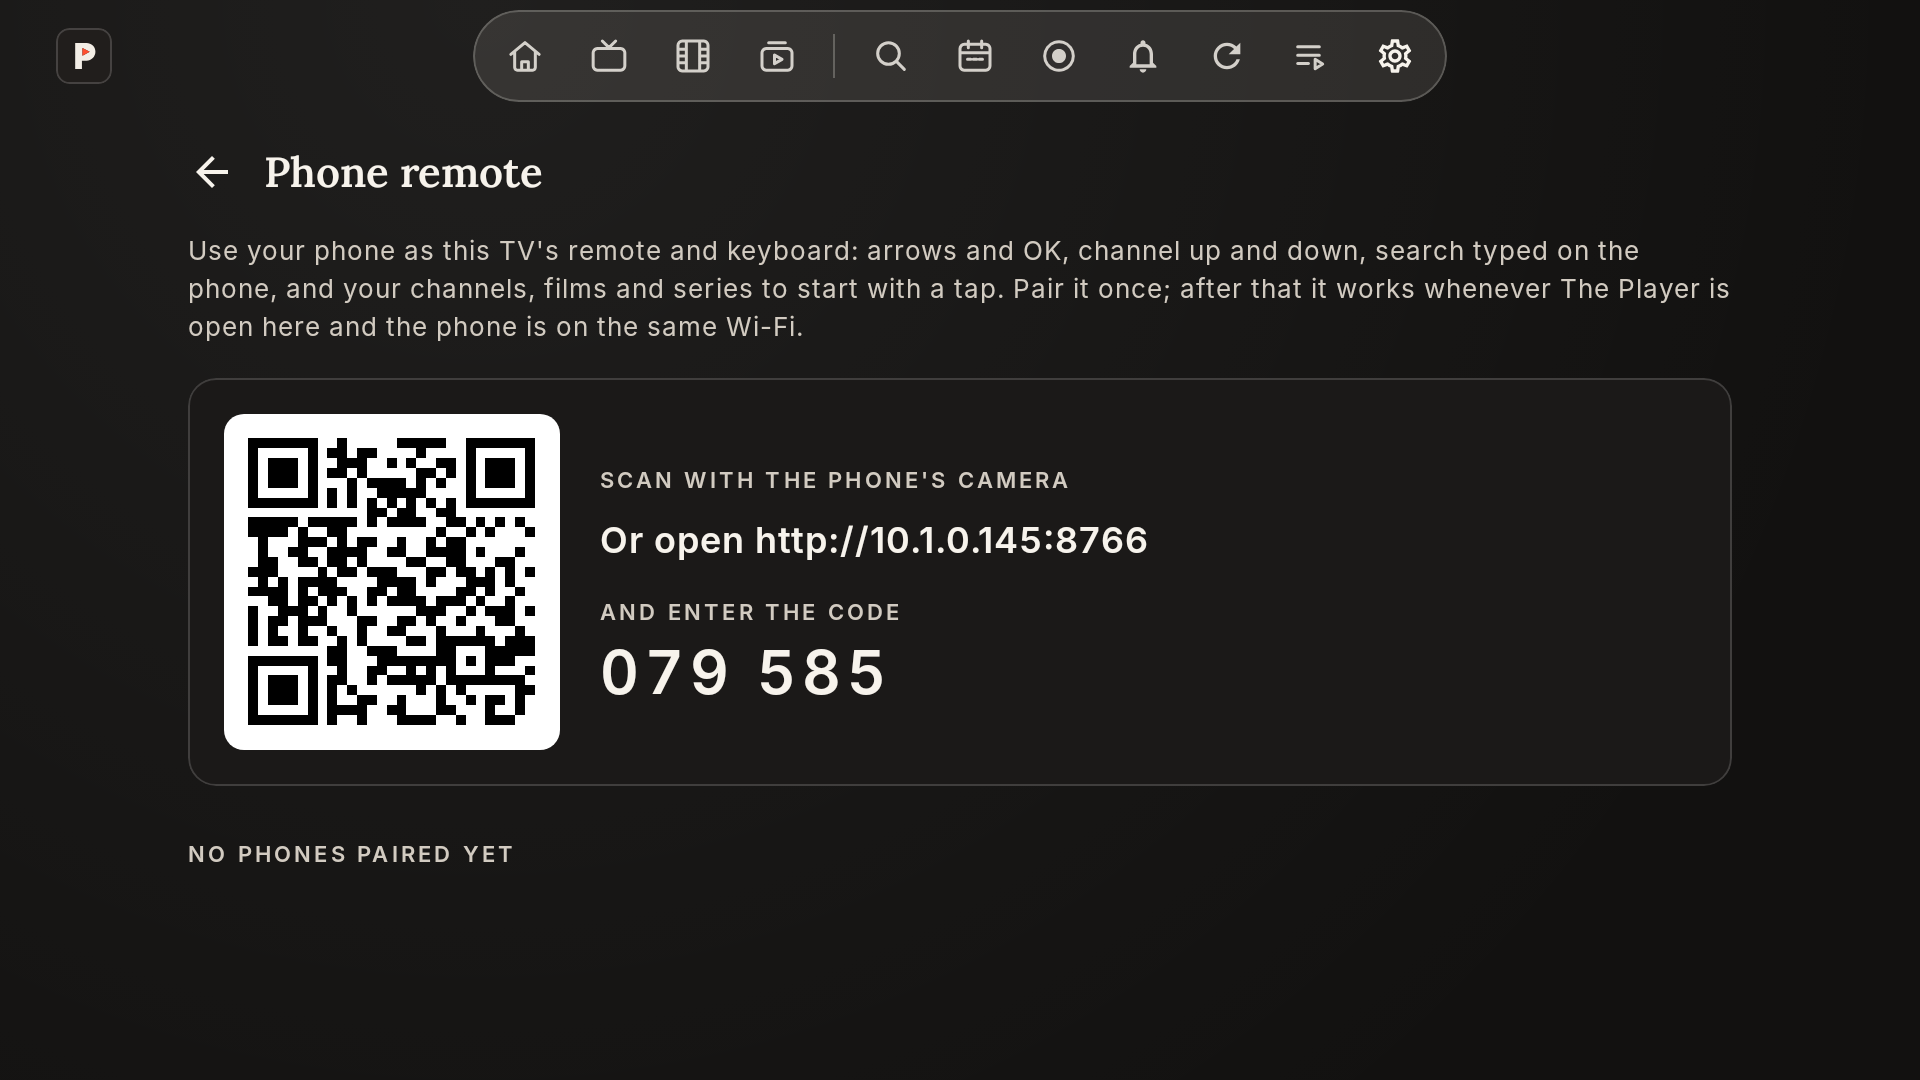 P
Phone remote
Use your phone as this TV's remote and keyboard: arrows and OK, channel up and down, search typed on the
phone, and your channels, films and series to start with a tap. Pair it once; after that it works whenever The Player is
open here and the phone is on the same Wi-Fi.
SCAN WITH THE PHONE'S CAMERA
Or open http://10.1.0.145:8766
AND ENTER THE CODE
079 585
NO PHONES PAIRED YET